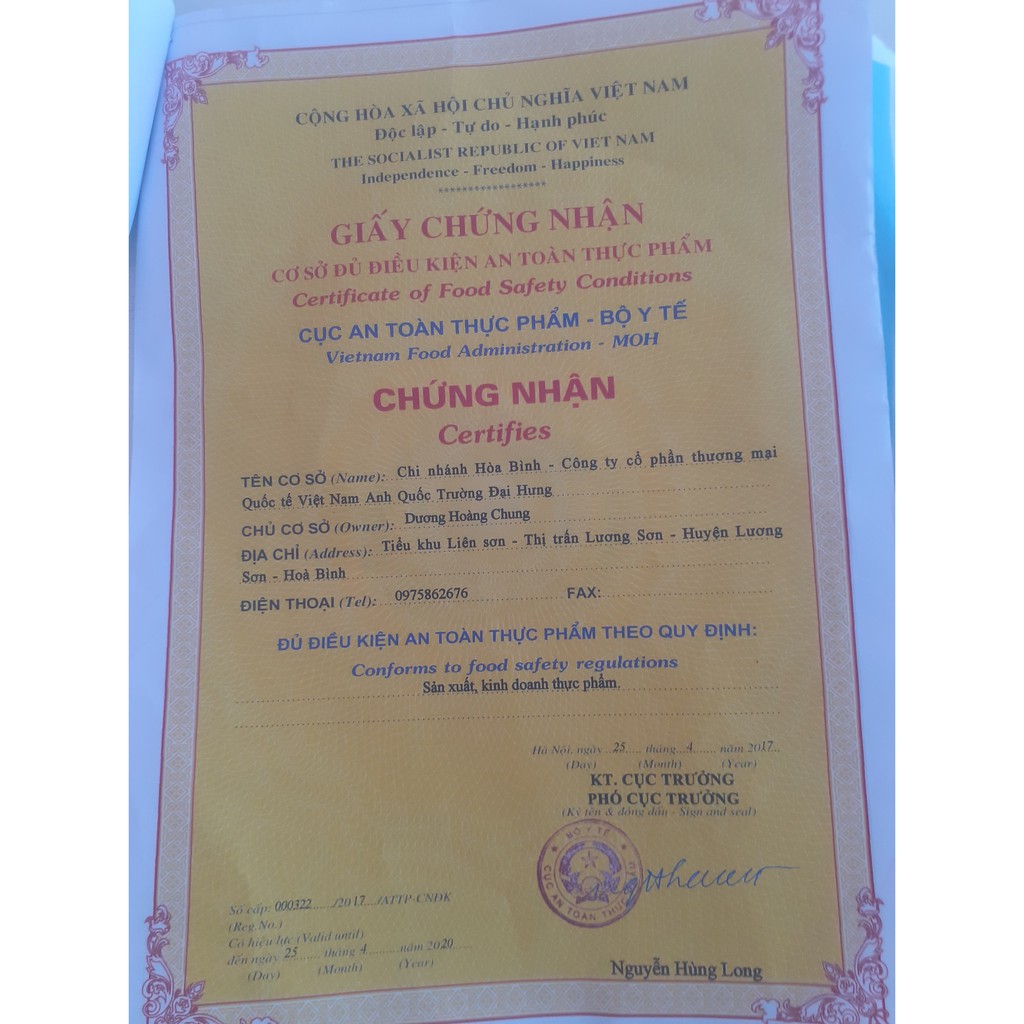 CỘNG HÒA XÃ HỘI CHỦ NGHĨA VIỆT NAM
Độc lập - Tự do - Hạnh phúc
THE SOCIALIST REPUBLIC OF VIET NAM
Independence - Freedom - Happiness
******************
GIẤY CHỨNG NHẬN
CƠ SỞ ĐỦ ĐIỀU KIỆN AN TOÀN THỰC PHẨM
Certificate of Food Safety Conditions
CỤC AN TOÀN THỰC PHẨM - BỘ Y TẾ
Vietnam Food Administration - MOH
CHỨNG NHẬN
Certifies
TÊN CƠ SỞ (Name): Chi nhánh Hòa Bình - Công ty cổ phần thương mại
Quốc tế Việt Nam Anh Quốc Trường Đại Hưng
CHỦ CƠ SỞ (Owner): Dương Hoàng Chung
ĐỊA CHỈ (Address): Tiểu khu Liên sơn - Thị trấn Lương Sơn - Huyện Lương
Sơn - Hoà Bình
ĐIỆN THOẠI (Tel): 0975862676 FAX:
ĐỦ ĐIỀU KIỆN AN TOÀN THỰC PHẨM THEO QUY ĐỊNH:
Conforms to food safety regulations
Sản xuất, kinh doanh thực phẩm.
Hà Nội, ngày 25 tháng 4 năm 2017
(Day) (Month) (Year)
KT. CỤC TRƯỞNG
PHÓ CỤC TRƯỞNG
(Ký tên & đóng dấu - Sign and seal)
BỘ Y TẾ
CỤC AN TOÀN THỰC
Số cấp: 000322 /2017 /ATTP-CNĐK
(Reg.No.)
Có hiệu lực (Valid until)
đến ngày 25 tháng 4 năm 2020
(Day) (Month) (Year)
Nguyễn Hùng Long